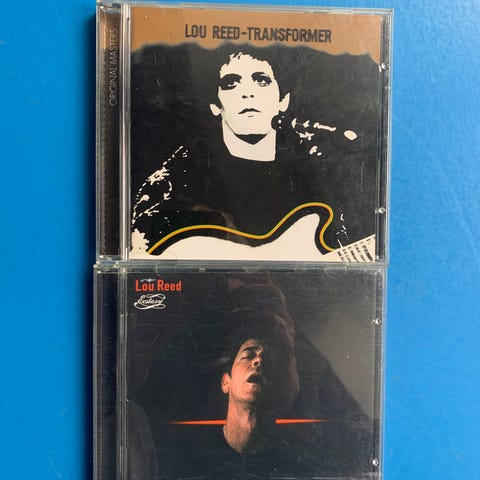 ORIGINAL MASTERS
LOU REED-TRANSFORMER
Lou Reed
Ecstasy